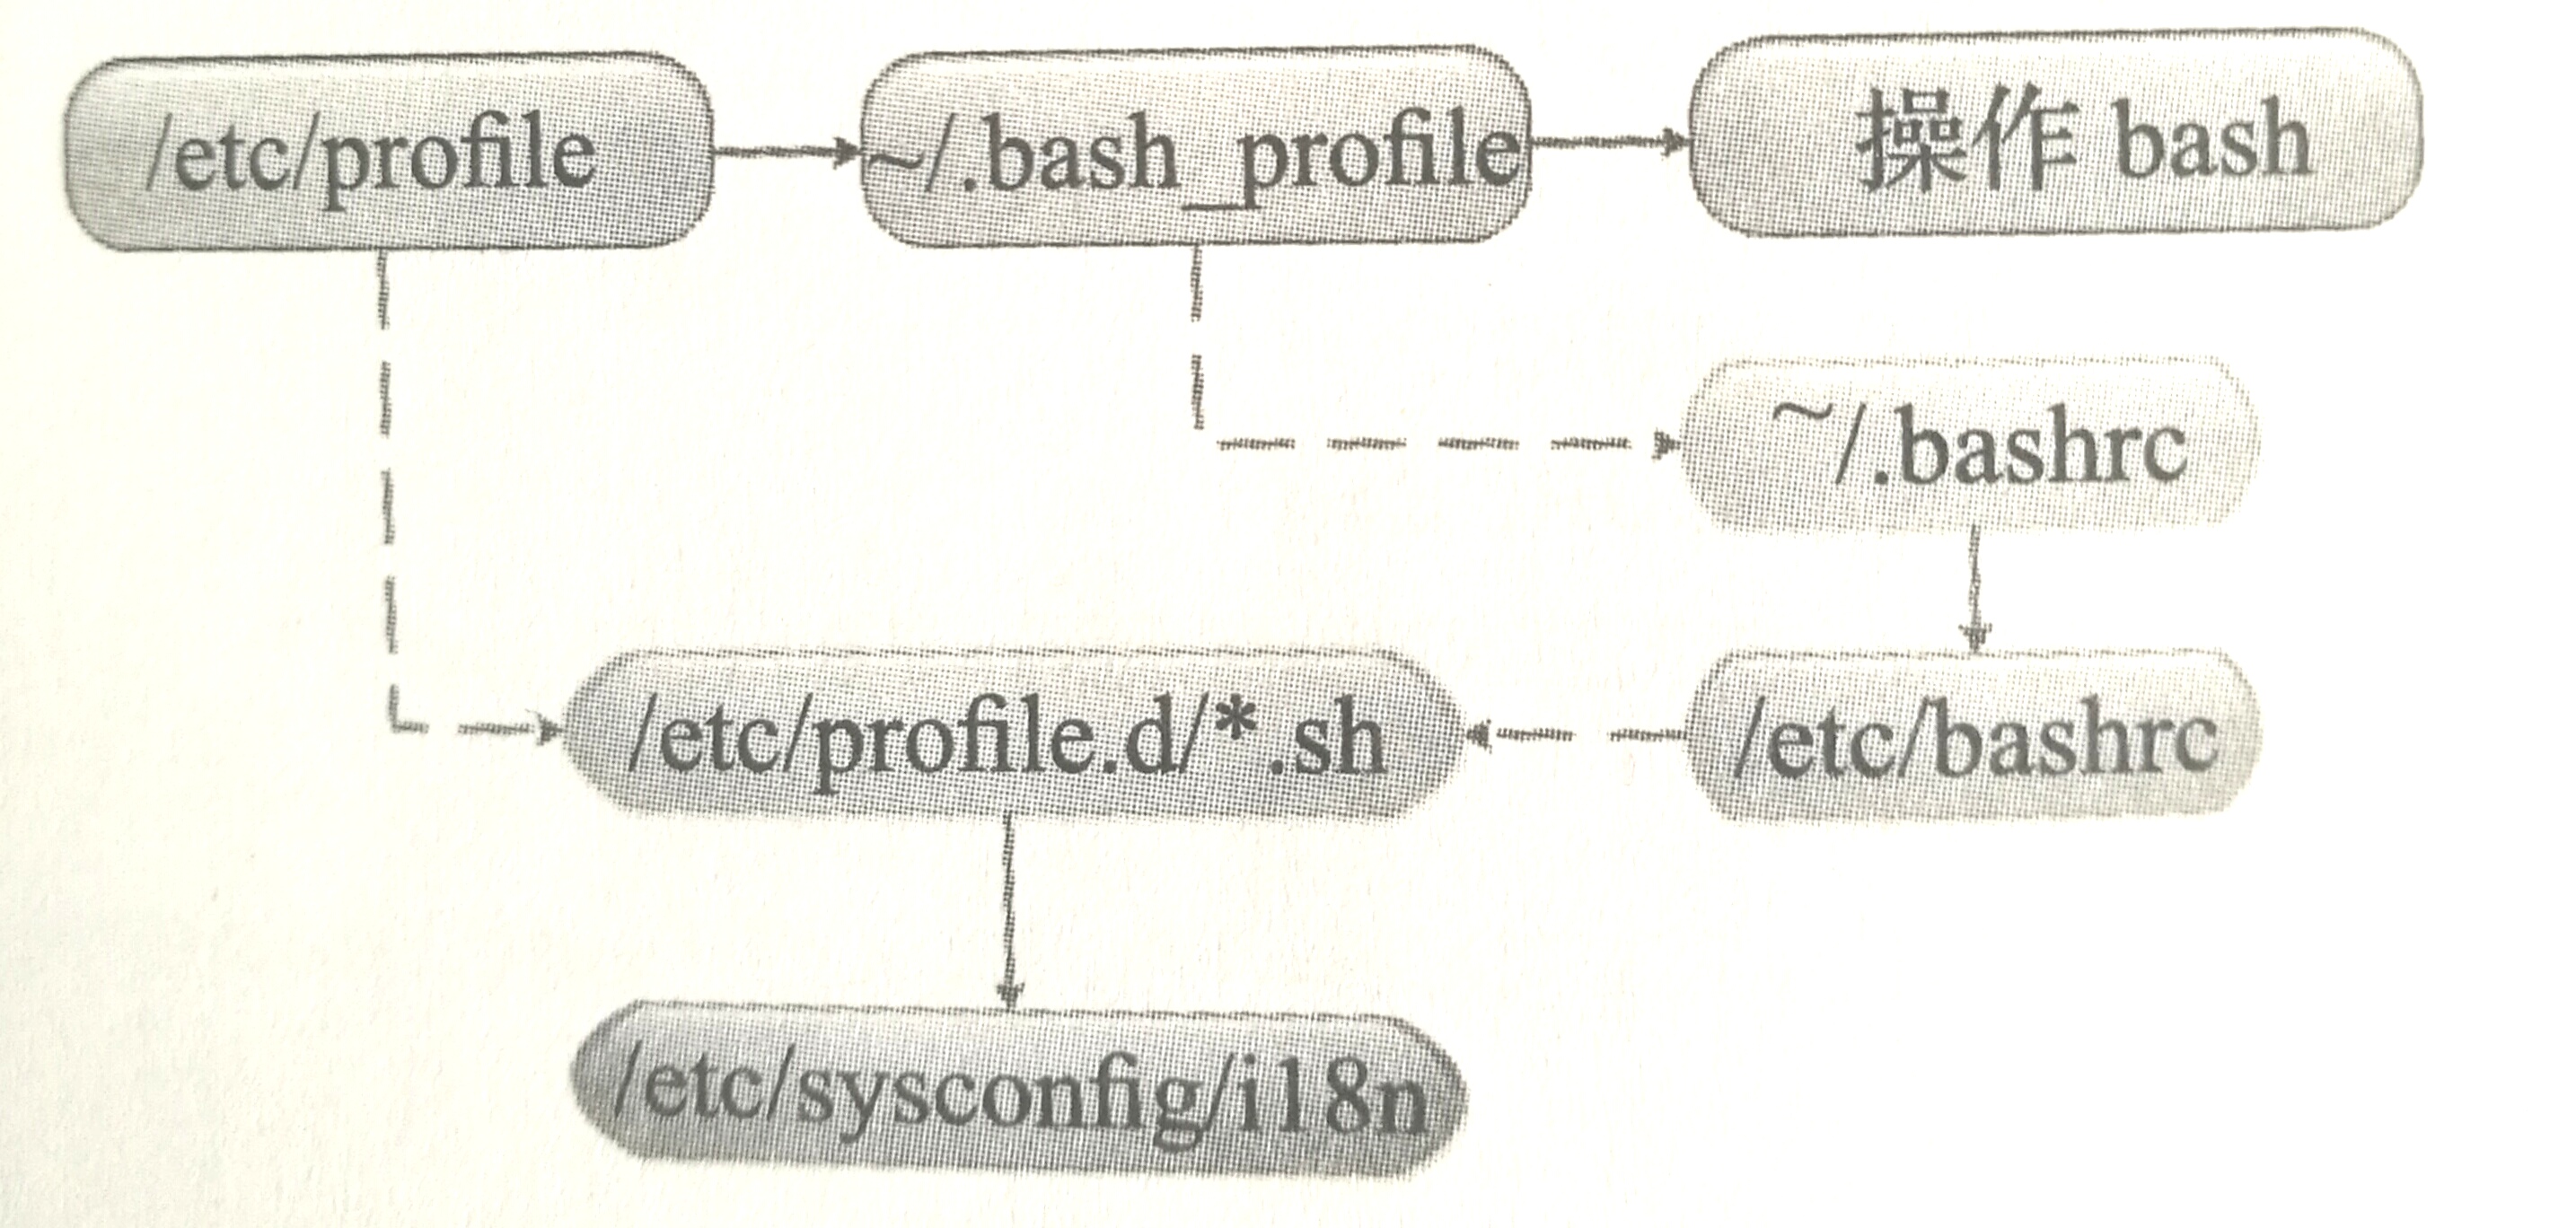 /etc/profile
~/.bash_profile
操作 bash
~/.bashrc
/etc/profile.d/*.sh
/etc/bashrc
/etc/sysconfig/i18n